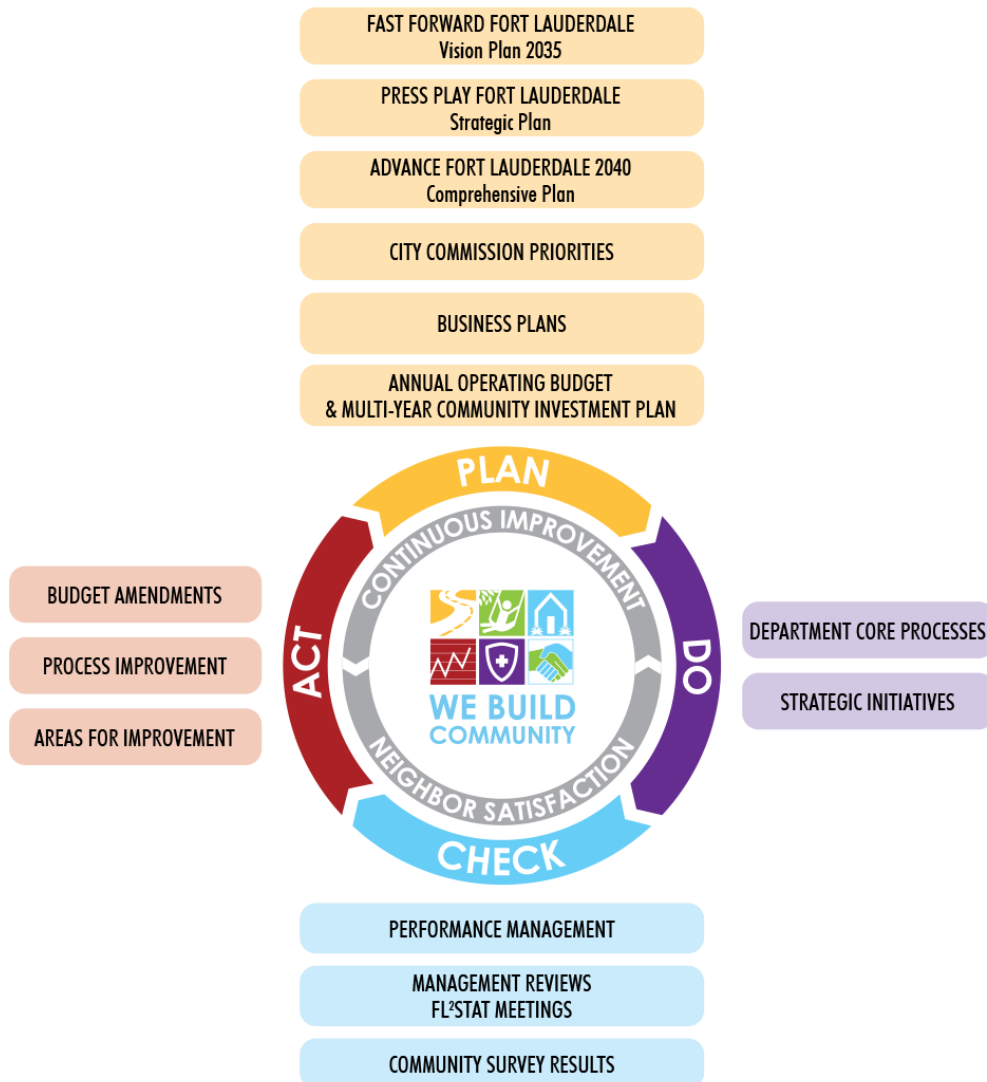 FAST FORWARD FORT LAUDERDALE
Vision Plan 2035
PRESS PLAY FORT LAUDERDALE
Strategic Plan
ADVANCE FORT LAUDERDALE 2040
Comprehensive Plan
CITY COMMISSION PRIORITIES
BUSINESS PLANS
ANNUAL OPERATING BUDGET
& MULTI-YEAR COMMUNITY INVESTMENT PLAN
PLAN
CONTINUOUS IMPROVEMENT
ACT
BUDGET AMENDMENTS
PROCESS IMPROVEMENT
AREAS FOR IMPROVEMENT
WE BUILD
COMMUNITY
DO
DEPARTMENT CORE PROCESSES
STRATEGIC INITIATIVES
NEIGHBOR SATISFACTION
CHECK
PERFORMANCE MANAGEMENT
MANAGEMENT REVIEWS
FL²STAT MEETINGS
COMMUNITY SURVEY RESULTS